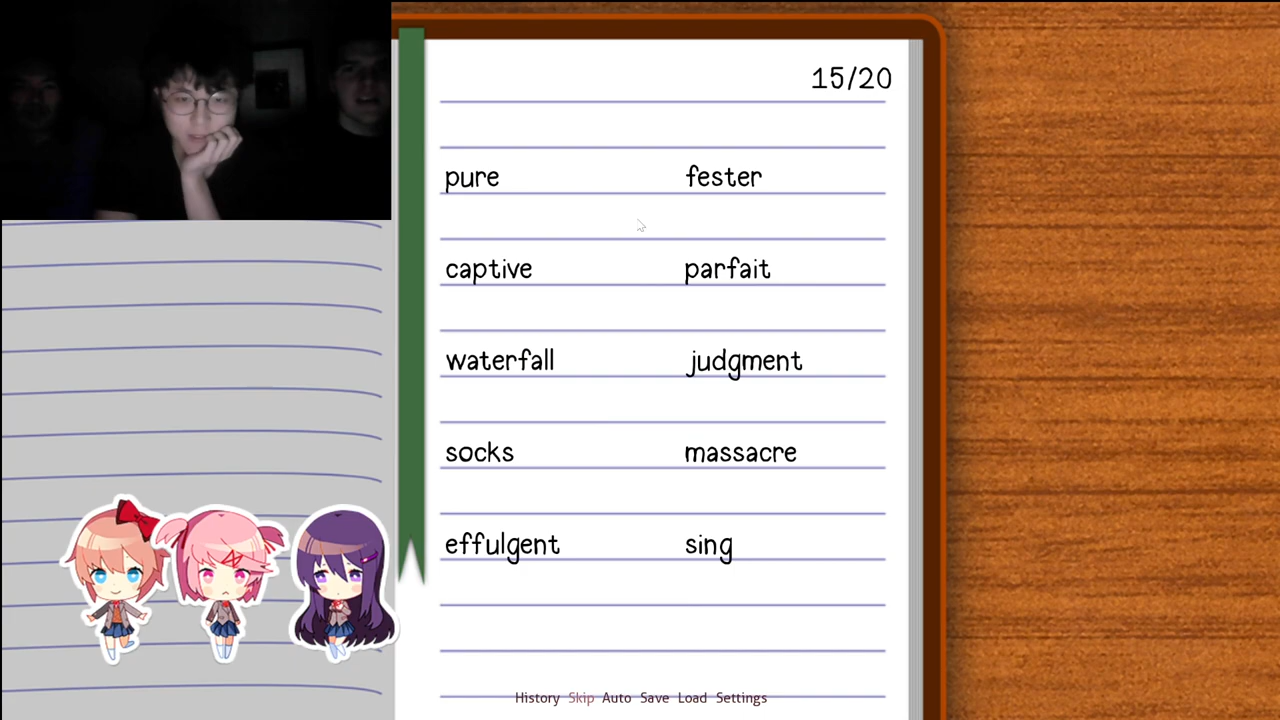 15/20
pure fester
captive parfait
waterfall judgment
socks massacre
effulgent sing
History Skip Auto Save Load Settings